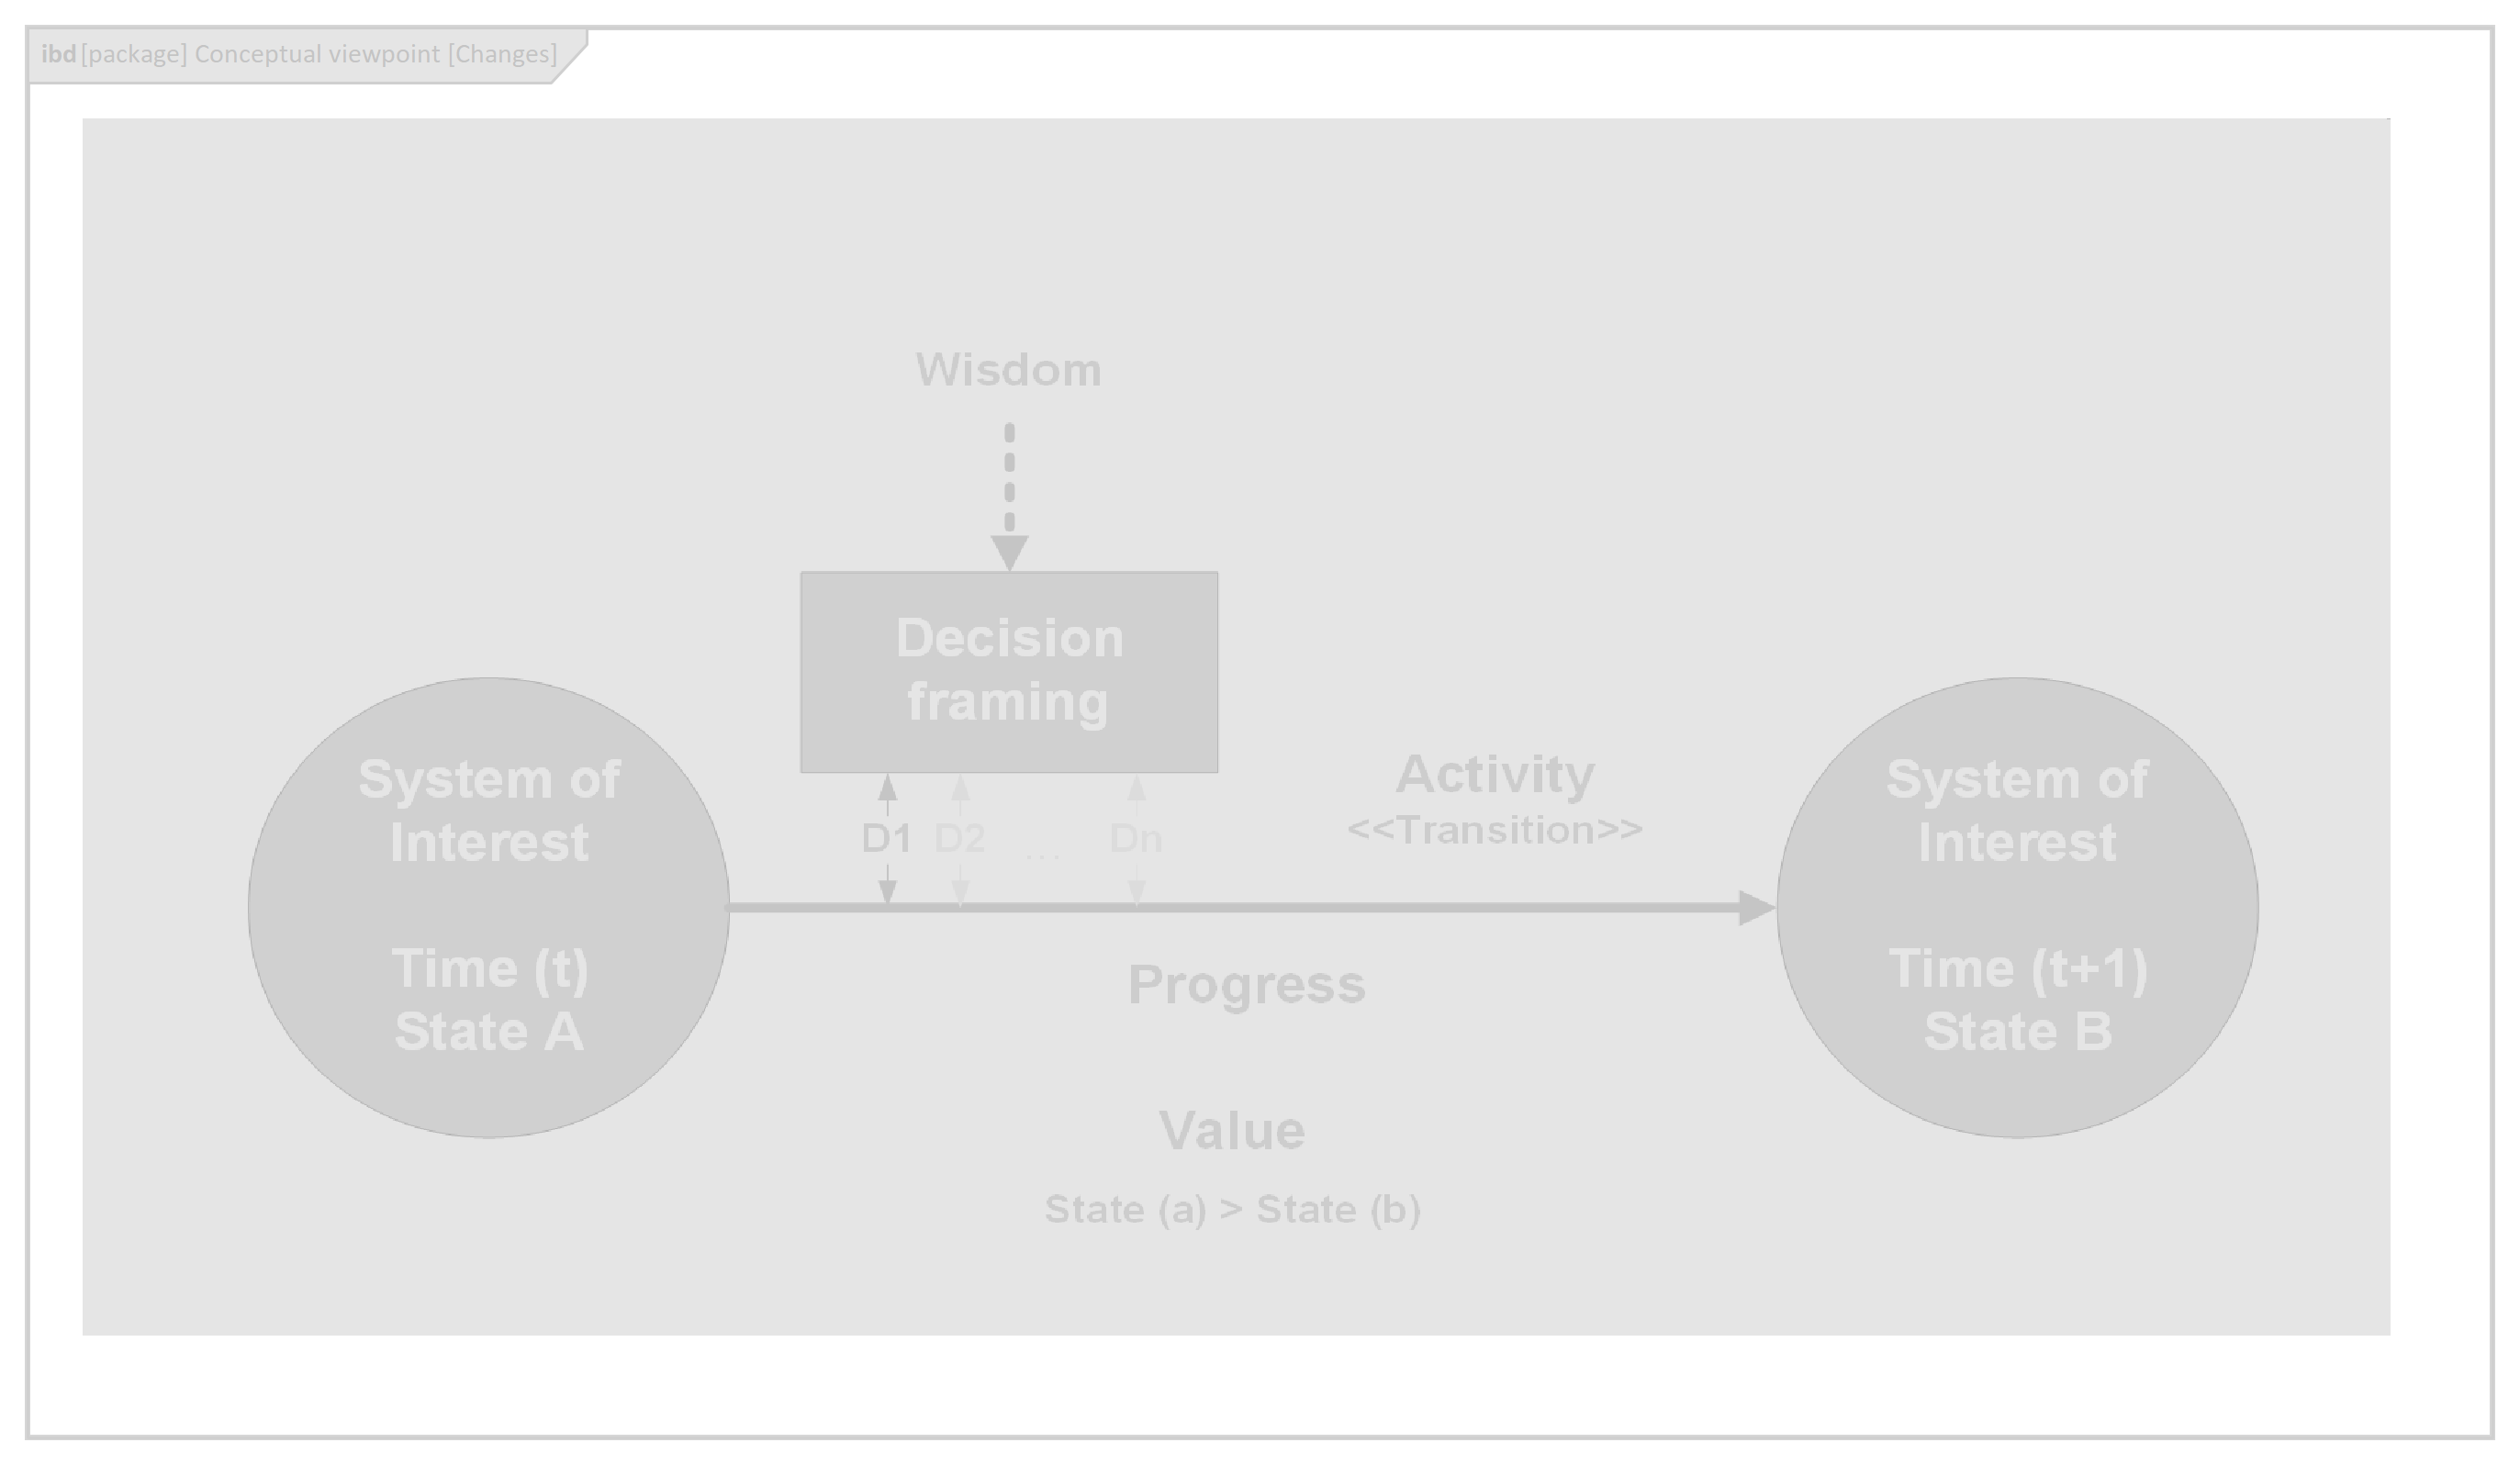 ibd [package] Conceptual viewpoint [Changes]
Wisdom
Decision
framing
System of
Interest
Time (t)
State A
D1 D2 ... Dn
Activity
<<Transition>>
System of
Interest
Time (t+1)
State B
Progress
Value
State (a) > State (b)